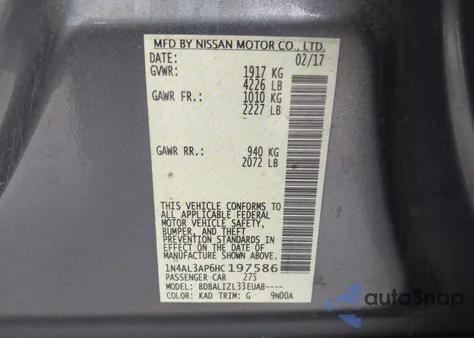 MFD BY NISSAN MOTOR CO., LTD.
DATE: 02/17
GVWR: 1917 KG
4226 LB
GAWR FR.: 1010 KG
2227 LB
GAWR RR.: 940 KG
2072 LB
THIS VEHICLE CONFORMS TO
ALL APPLICABLE FEDERAL
MOTOR VEHICLE SAFETY,
BUMPER, AND THEFT
PREVENTION STANDARDS IN
EFFECT ON THE DATE OF
MANUFACTURE SHOWN ABOVE.
1N4AL3AP6HC197586
PASSENGER CAR 275
MODEL: BDBALIZL33EUAB----
COLOR: KAD TRIM: G 9N00A
autoSnap